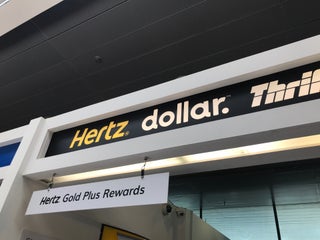 Hertz® dollar. Thri
Hertz Gold Plus Rewards